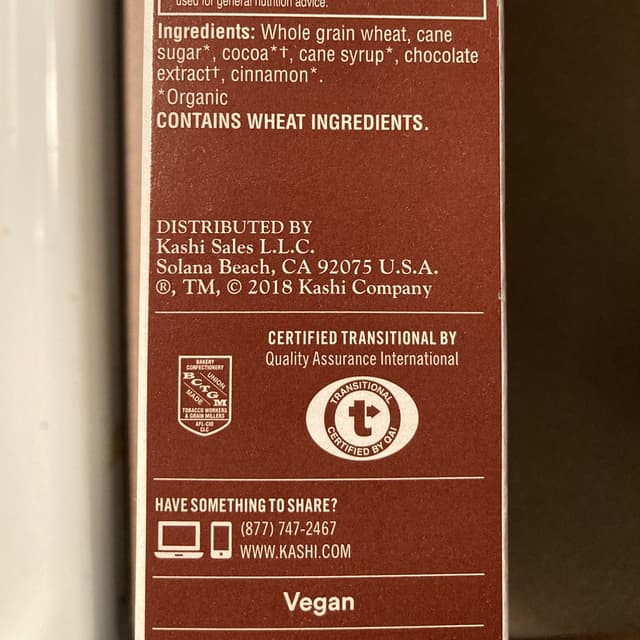 used for general nutrition advice.
Ingredients: Whole grain wheat, cane
sugar*, cocoa*†, cane syrup*, chocolate
extract†, cinnamon*.
*Organic
CONTAINS WHEAT INGREDIENTS.
DISTRIBUTED BY
Kashi Sales L.L.C.
Solana Beach, CA 92075 U.S.A.
®, TM, © 2018 Kashi Company
CERTIFIED TRANSITIONAL BY
Quality Assurance International
BAKERY
CONFECTIONERY
UNION
BC&GM
MADE
TOBACCO WORKERS
& GRAIN MILLERS
AFL-CIO
CLC
TRANSITIONAL
t
CERTIFIED BY QAI
HAVE SOMETHING TO SHARE?
(877) 747-2467
WWW.KASHI.COM
Vegan